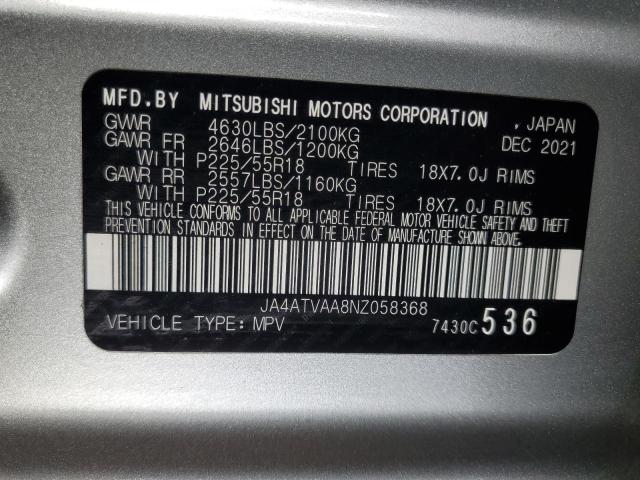 MFD.BY MITSUBISHI MOTORS CORPORATION , JAPAN
GVWR 4630LBS/2100KG DEC 2021
GAWR FR 2646LBS/1200KG
WITH P225/55R18 TIRES 18X7.0J RIMS
GAWR RR 2557LBS/1160KG
WITH P225/55R18 TIRES 18X7.0J RIMS
THIS VEHICLE CONFORMS TO ALL APPLICABLE FEDERAL MOTOR VEHICLE SAFETY AND THEFT
PREVENTION STANDARDS IN EFFECT ON THE DATE OF MANUFACTURE SHOWN ABOVE.
JA4ATVAA8NZ058368
VEHICLE TYPE:MPV 7430C 536